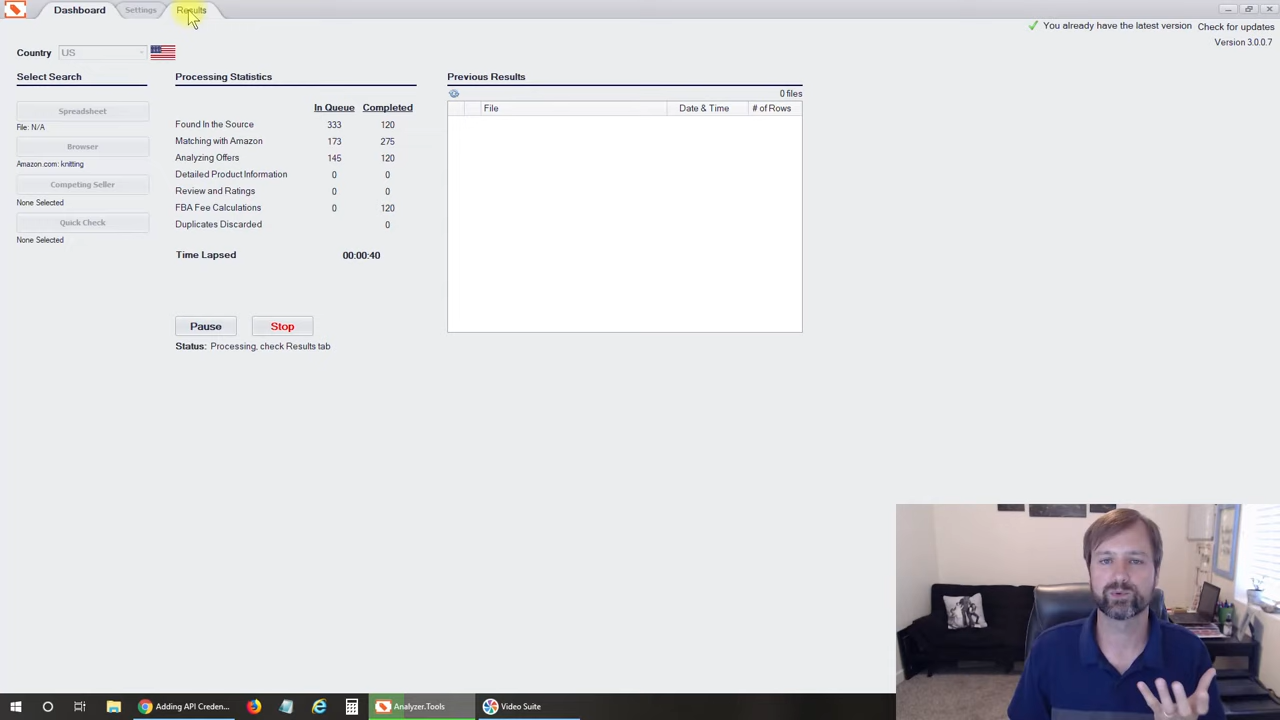 Dashboard Settings Results
You already have the latest version Check for updates
Version 3.0.0.7
Country US
Select Search
Spreadsheet
File: N/A
Browser
Amazon.com: knitting
Competing Seller
None Selected
Quick Check
None Selected
Processing Statistics
In Queue Completed
Found In the Source 333 120
Matching with Amazon 173 275
Analyzing Offers 145 120
Detailed Product Information 0 0
Review and Ratings 0 0
FBA Fee Calculations 0 120
Duplicates Discarded 0
Time Lapsed 00:00:40
Pause Stop
Status: Processing, check Results tab
Previous Results
0 files
File Date & Time # of Rows
Adding API Creden... Analyzer.Tools Video Suite